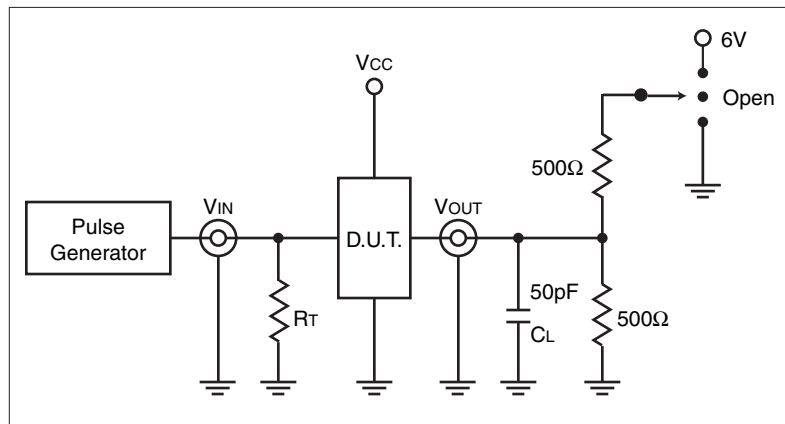 6V
VCC
Open
500Ω
Pulse
Generator
VIN
D.U.T.
VOUT
RT
50pF
CL
500Ω